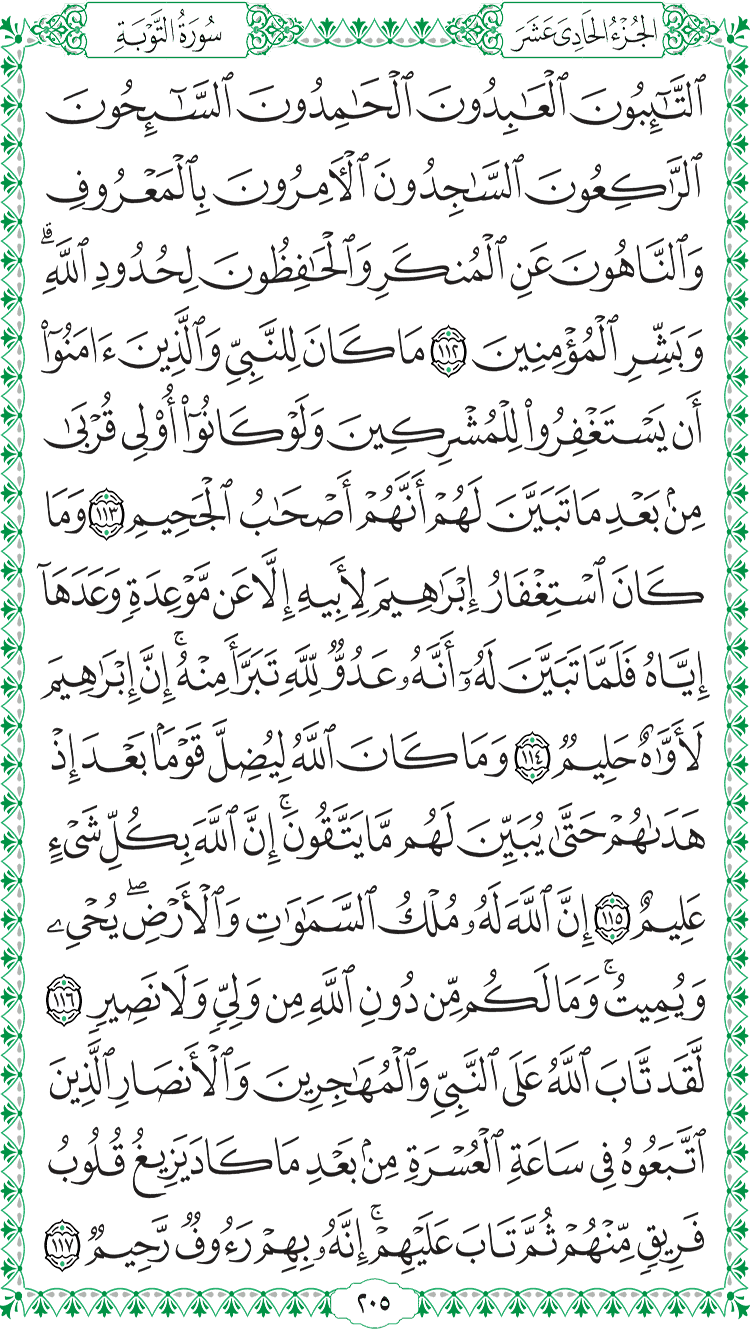 الجُزْءُ الحَادِى عَشَرَ
سُورَةُ التَّوْبَةِ
ٱلتَّٰٓئِبُونَ ٱلْعَٰبِدُونَ ٱلْحَٰمِدُونَ ٱلسَّٰٓئِحُونَ
ٱلرَّٰكِعُونَ ٱلسَّٰجِدُونَ ٱلْءَامِرُونَ بِٱلْمَعْرُوفِ
وَٱلنَّاهُونَ عَنِ ٱلْمُنكَرِ وَٱلْحَٰفِظُونَ لِحُدُودِ ٱللَّهِۗ
وَبَشِّرِ ٱلْمُؤْمِنِينَ ١١٢ مَا كَانَ لِلنَّبِىِّ وَٱلَّذِينَ ءَامَنُوٓا۟
أَن يَسْتَغْفِرُوا۟ لِلْمُشْرِكِينَ وَلَوْ كَانُوٓا۟ أُو۟لِى قُرْبَىٰ
مِنۢ بَعْدِ مَا تَبَيَّنَ لَهُمْ أَنَّهُمْ أَصْحَٰبُ ٱلْجَحِيمِ ١١٣ وَمَا
كَانَ ٱسْتِغْفَارُ إِبْرَٰهِيمَ لِأَبِيهِ إِلَّا عَن مَّوْعِدَةٍ وَعَدَهَآ
إِيَّاهُ فَلَمَّا تَبَيَّنَ لَهُۥٓ أَنَّهُۥ عَدُوٌّ لِّلَّهِ تَبَرَّأَ مِنْهُۚ إِنَّ إِبْرَٰهِيمَ
لَأَوَّٰهٌ حَلِيمٌ ١١٤ وَمَا كَانَ ٱللَّهُ لِيُضِلَّ قَوْمًۢا بَعْدَ إِذْ
هَدَىٰهُمْ حَتَّىٰ يُبَيِّنَ لَهُم مَّا يَتَّقُونَۚ إِنَّ ٱللَّهَ بِكُلِّ شَىْءٍ
عَلِيمٌ ١١٥ إِنَّ ٱللَّهَ لَهُۥ مُلْكُ ٱلسَّمَٰوَٰتِ وَٱلْأَرْضِۖ يُحْىِۦ
وَيُمِيتُۚ وَمَا لَكُم مِّن دُونِ ٱللَّهِ مِن وَلِىٍّ وَلَا نَصِيرٍ ١١٦
لَّقَد تَّابَ ٱللَّهُ عَلَى ٱلنَّبِىِّ وَٱلْمُهَٰجِرِينَ وَٱلْأَنصَارِ ٱلَّذِينَ
ٱتَّبَعُوهُ فِى سَاعَةِ ٱلْعُسْرَةِ مِنۢ بَعْدِ مَا كَادَ يَزِيغُ قُلُوبُ
فَرِيقٍ مِّنْهُمْ ثُمَّ تَابَ عَلَيْهِمْۚ إِنَّهُۥ بِهِمْ رَءُوفٌ رَّحِيمٌ ١١٧
٢٠٥